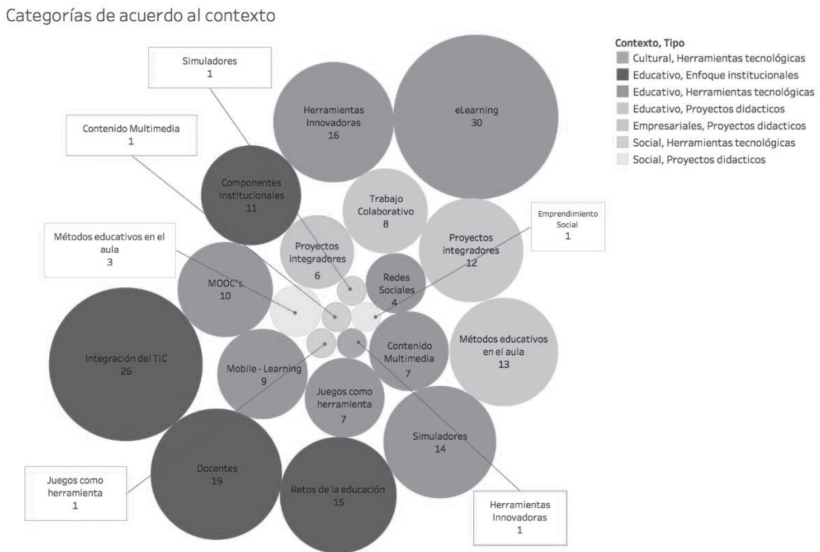 Categorías de acuerdo al contexto
Simuladores
1
Contenido Multimedia
1
Métodos educativos en el
aula
3
Herramientas
Innovadoras
16
eLearning
30
Componentes
Institucionales
11
Trabajo
Colaborativo
8
Proyectos
integradores
6
Proyectos
integradores
12
Emprendimiento
Social
1
MOOC's
10
Redes
Sociales
4
Integración del TIC
26
Mobile - Learning
9
Contenido
Multimedia
7
Métodos educativos
en el aula
13
Juegos como
herramienta
7
Simuladores
14
Docentes
19
Retos de la educación
15
Juegos como
herramienta
1
Herramientas
Innovadoras
1
Contexto, Tipo
Cultural, Herramientas tecnológicas
Educativo, Enfoque institucionales
Educativo, Herramientas tecnológicas
Educativo, Proyectos didacticos
Empresariales, Proyectos didacticos
Social, Herramientas tecnológicas
Social, Proyectos didacticos